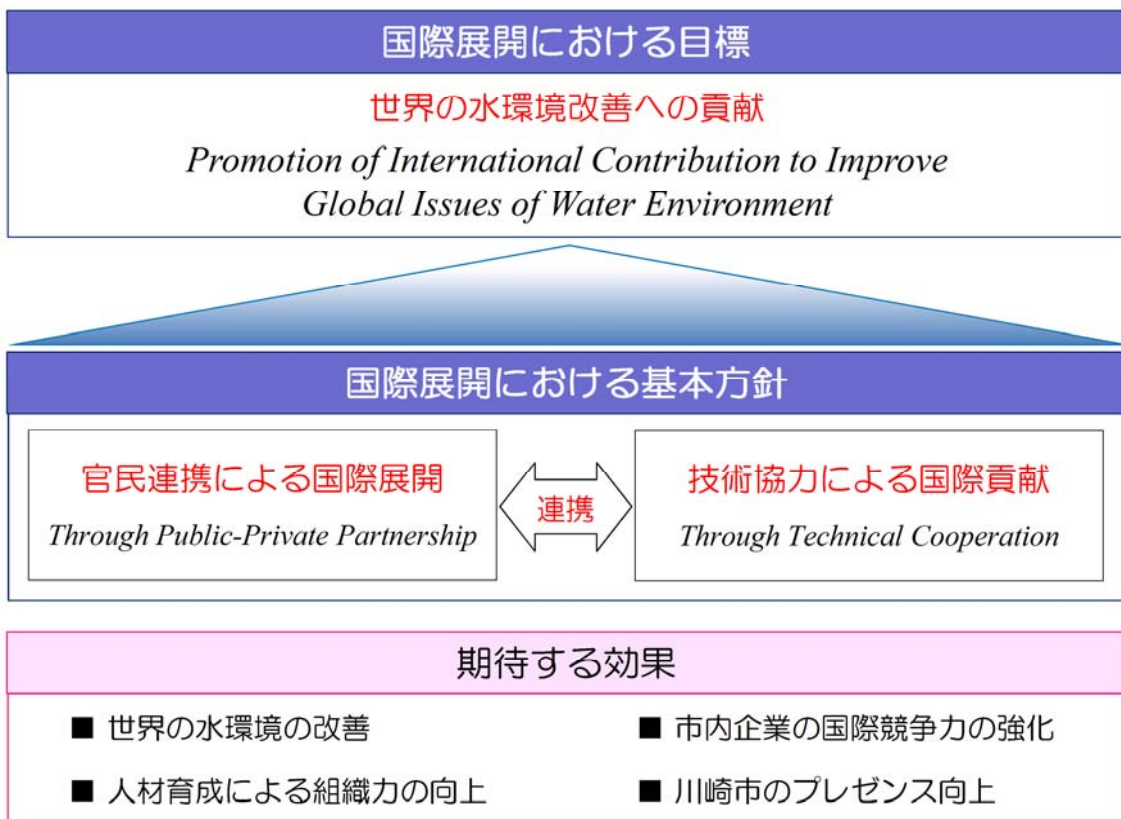 国際展開における目標
世界の水環境改善への貢献
Promotion of International Contribution to Improve
Global Issues of Water Environment
国際展開における基本方針
官民連携による国際展開
Through Public-Private Partnership
連携
技術協力による国際貢献
Through Technical Cooperation
期待する効果
■ 世界の水環境の改善
■ 市内企業の国際競争力の強化
■ 人材育成による組織力の向上
■ 川崎市のプレゼンス向上